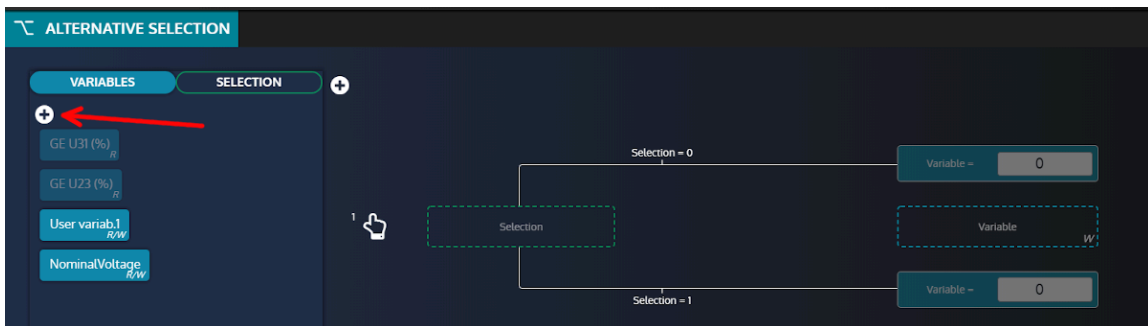 ALTERNATIVE SELECTION
VARIABLES
SELECTION
GE U31 (%)
R
GE U23 (%)
R
User variab.1
R/W
NominalVoltage
R/W
1
Selection = 0
Variable =
0
Selection
Variable
W
Variable =
0
Selection = 1